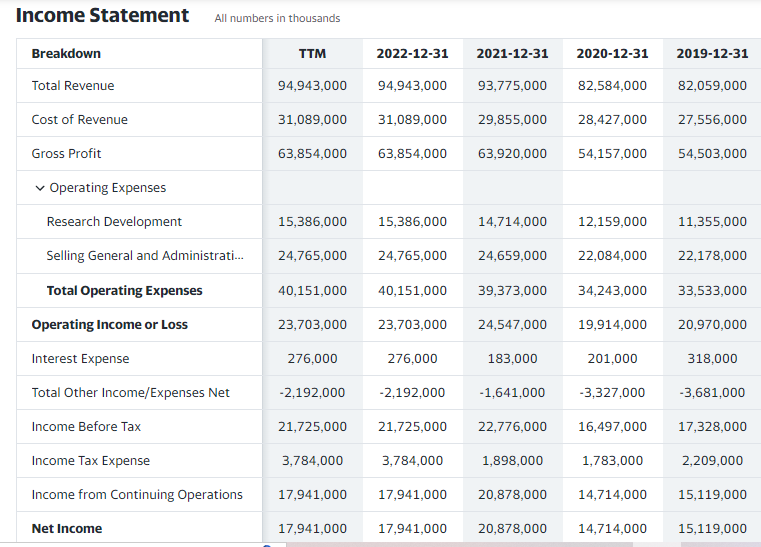 Income Statement All numbers in thousands
Breakdown TTM 2022-12-31 2021-12-31 2020-12-31 2019-12-31
Total Revenue 94,943,000 94,943,000 93,775,000 82,584,000 82,059,000
Cost of Revenue 31,089,000 31,089,000 29,855,000 28,427,000 27,556,000
Gross Profit 63,854,000 63,854,000 63,920,000 54,157,000 54,503,000
Operating Expenses
Research Development 15,386,000 15,386,000 14,714,000 12,159,000 11,355,000
Selling General and Administrati... 24,765,000 24,765,000 24,659,000 22,084,000 22,178,000
Total Operating Expenses 40,151,000 40,151,000 39,373,000 34,243,000 33,533,000
Operating Income or Loss 23,703,000 23,703,000 24,547,000 19,914,000 20,970,000
Interest Expense 276,000 276,000 183,000 201,000 318,000
Total Other Income/Expenses Net -2,192,000 -2,192,000 -1,641,000 -3,327,000 -3,681,000
Income Before Tax 21,725,000 21,725,000 22,776,000 16,497,000 17,328,000
Income Tax Expense 3,784,000 3,784,000 1,898,000 1,783,000 2,209,000
Income from Continuing Operations 17,941,000 17,941,000 20,878,000 14,714,000 15,119,000
Net Income 17,941,000 17,941,000 20,878,000 14,714,000 15,119,000